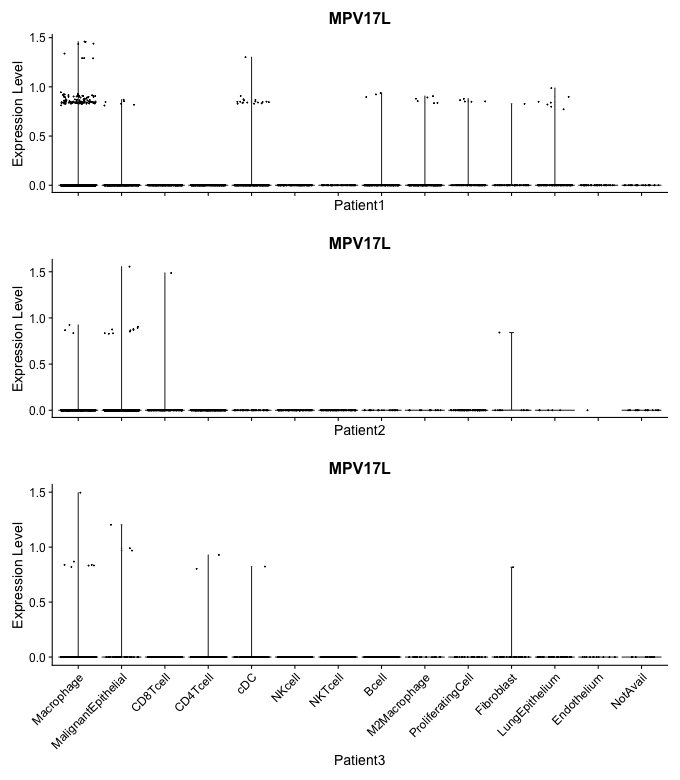 MPV17L
Expression Level
1.5
1.0
0.5
0.0
Patient1
MPV17L
Expression Level
1.5
1.0
0.5
0.0
Patient2
MPV17L
Expression Level
1.5
1.0
0.5
0.0
Macrophage
MalignantEpithelial
CD8Tcell
CD4Tcell
cDC
NKcell
NKTcell
Bcell
M2Macrophage
ProliferatingCell
Fibroblast
LungEpithelium
Endothelium
NotAvail
Patient3